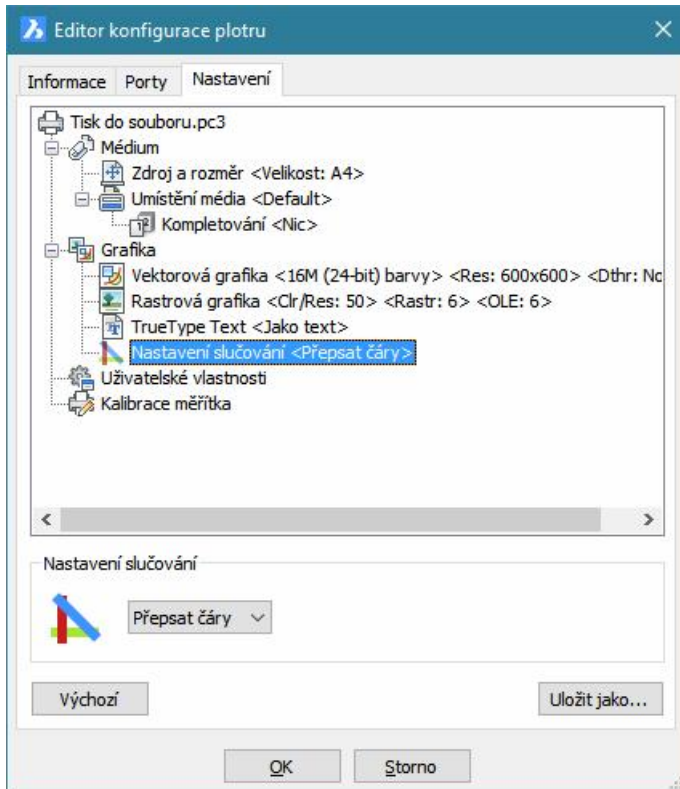 Editor konfigurace plotru
Informace Porty Nastavení
Tisk do souboru.pc3
Médium
Zdroj a rozměr <Velikost: A4>
Umístění média <Default>
Kompletování <Nic>
Grafika
Vektorová grafika <16M (24-bit) barvy> <Res: 600x600> <Dthr: Nc
Rastrová grafika <Clr/Res: 50> <Rastr: 6> <OLE: 6>
TrueType Text <Jako text>
Nastavení slučování <Přepsat čáry>
Uživatelské vlastnosti
Kalibrace měřítka
Nastavení slučování
Přepsat čáry
Výchozí Uložit jako...
OK Storno